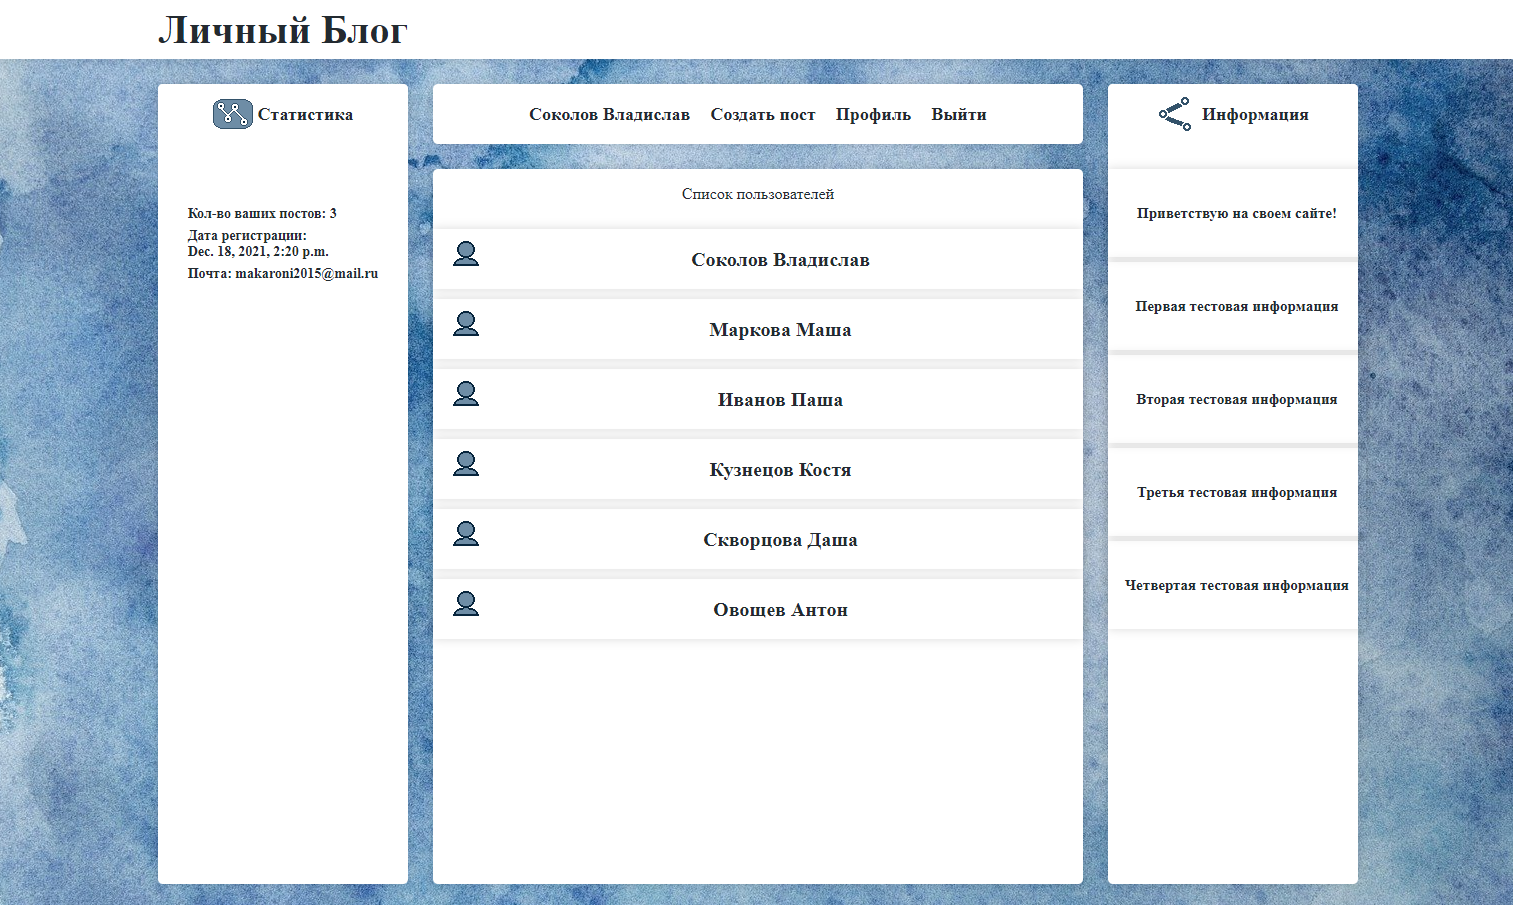 Личный Блог
Статистика
Кол-во ваших постов: 3
Дата регистрации:
Dec. 18, 2021, 2:20 p.m.
Почта: makaroni2015@mail.ru
Соколов Владислав Создать пост Профиль Выйти
Список пользователей
Соколов Владислав
Маркова Маша
Иванов Паша
Кузнецов Костя
Скворцова Даша
Овощев Антон
Информация
Приветствую на своем сайте!
Первая тестовая информация
Вторая тестовая информация
Третья тестовая информация
Четвертая тестовая информация